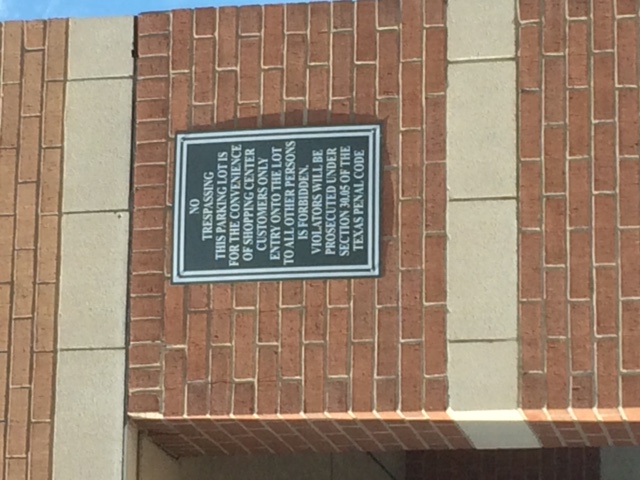 NO
TRESPASSING
THIS PARKING LOT IS
FOR THE CONVENIENCE
OF SHOPPING CENTER
CUSTOMERS ONLY
ENTRY ONTO THE LOT
TO ALL OTHER PERSONS
IS FORBIDDEN.
VIOLATORS WILL BE
PROSECUTED UNDER
SECTION 30.05 OF THE
TEXAS PENAL CODE